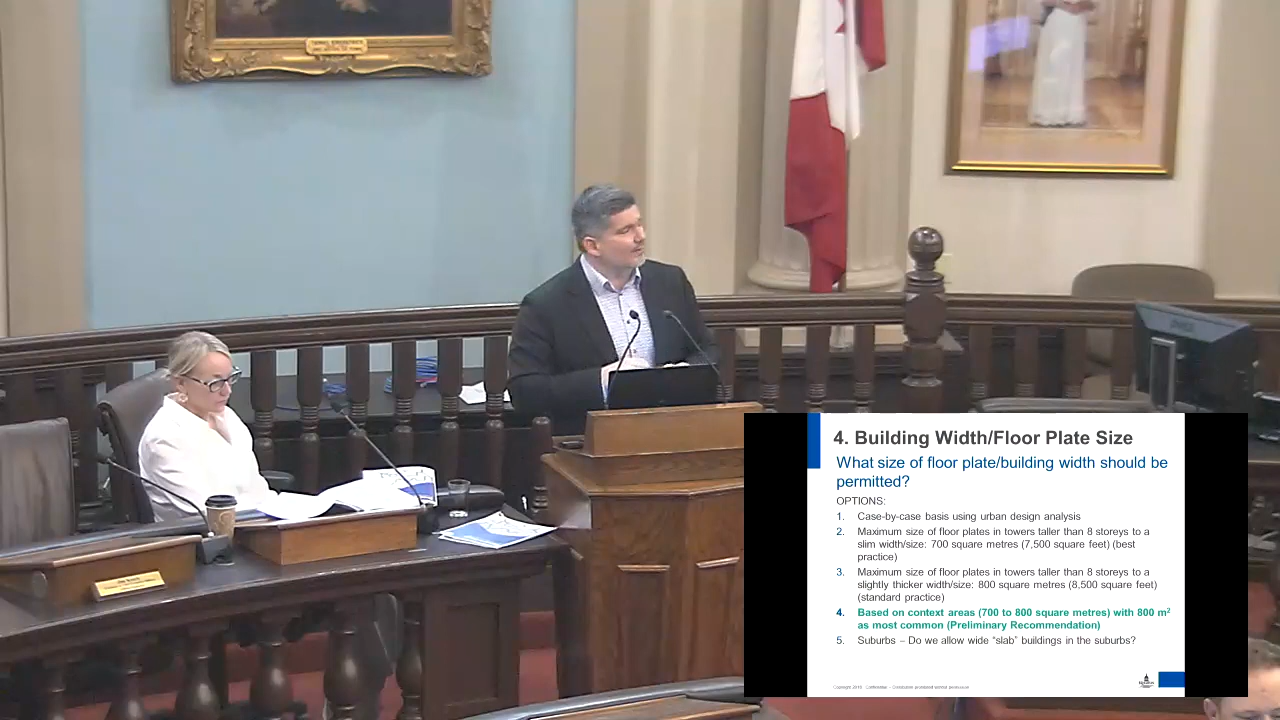 4. Building Width/Floor Plate Size
What size of floor plate/building width should be
permitted?
OPTIONS:
1. Case-by-case basis using urban design analysis
2. Maximum size of floor plates in towers taller than 8 storeys to a
slim width/size: 700 square metres (7,500 square feet) (best
practice)
3. Maximum size of floor plates in towers taller than 8 storeys to a
slightly thicker width/size: 800 square metres (8,500 square feet)
(standard practice)
4. Based on context areas (700 to 800 square metres) with 800 m²
as most common (Preliminary Recommendation)
5. Suburbs – Do we allow wide “slab” buildings in the suburbs?